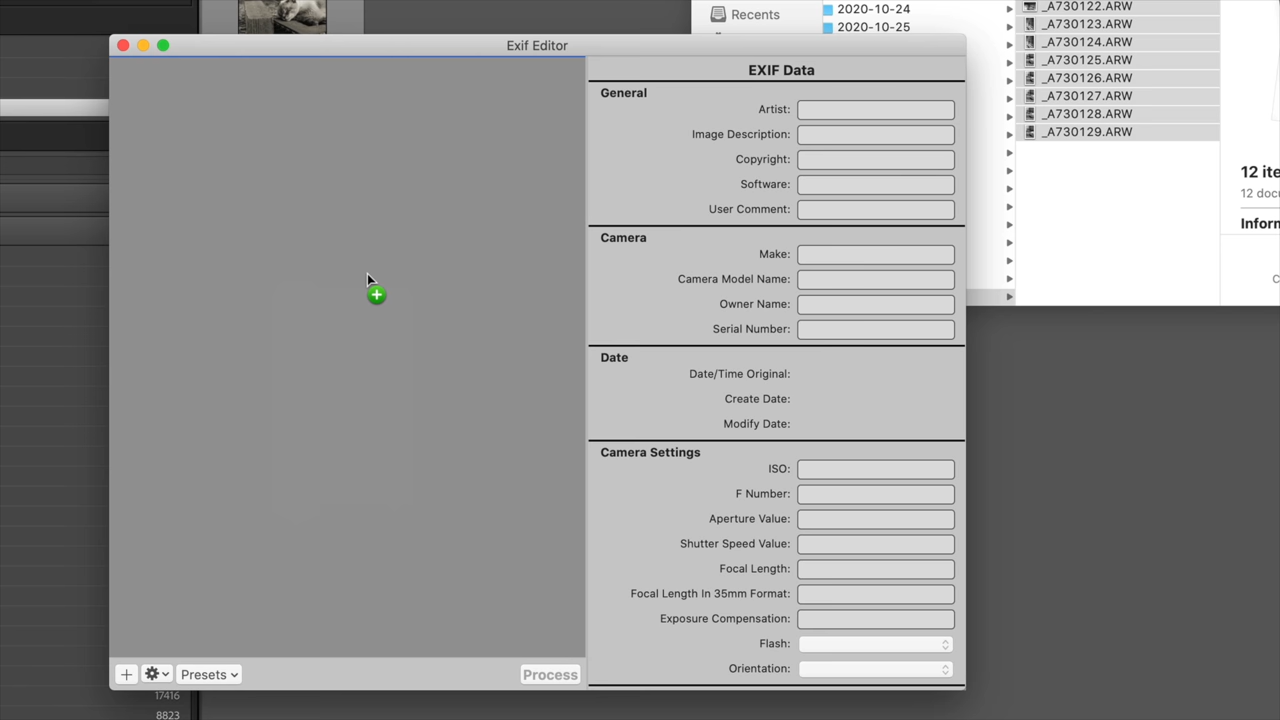 Exif Editor
EXIF Data
General
Artist:
Image Description:
Copyright:
Software:
User Comment:
Camera
Make:
Camera Model Name:
Owner Name:
Serial Number:
Date
Date/Time Original:
Create Date:
Modify Date:
Camera Settings
ISO:
F Number:
Aperture Value:
Shutter Speed Value:
Focal Length:
Focal Length In 35mm Format:
Exposure Compensation:
Flash:
Orientation:
Presets
Process
17416
8823
Recents
2020-10-24
2020-10-25
_A730122.ARW
_A730123.ARW
_A730124.ARW
_A730125.ARW
_A730126.ARW
_A730127.ARW
_A730128.ARW
_A730129.ARW
12 ite
12 docu
Inforn